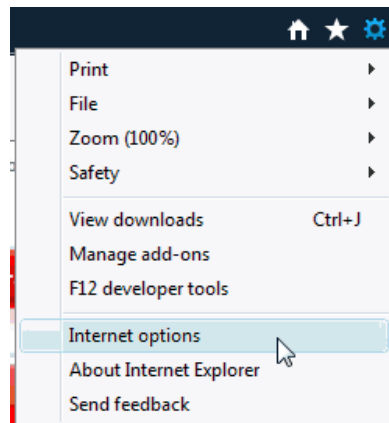 Print
File
Zoom (100%)
Safety
View downloads Ctrl+J
Manage add-ons
F12 developer tools
Internet options
About Internet Explorer
Send feedback